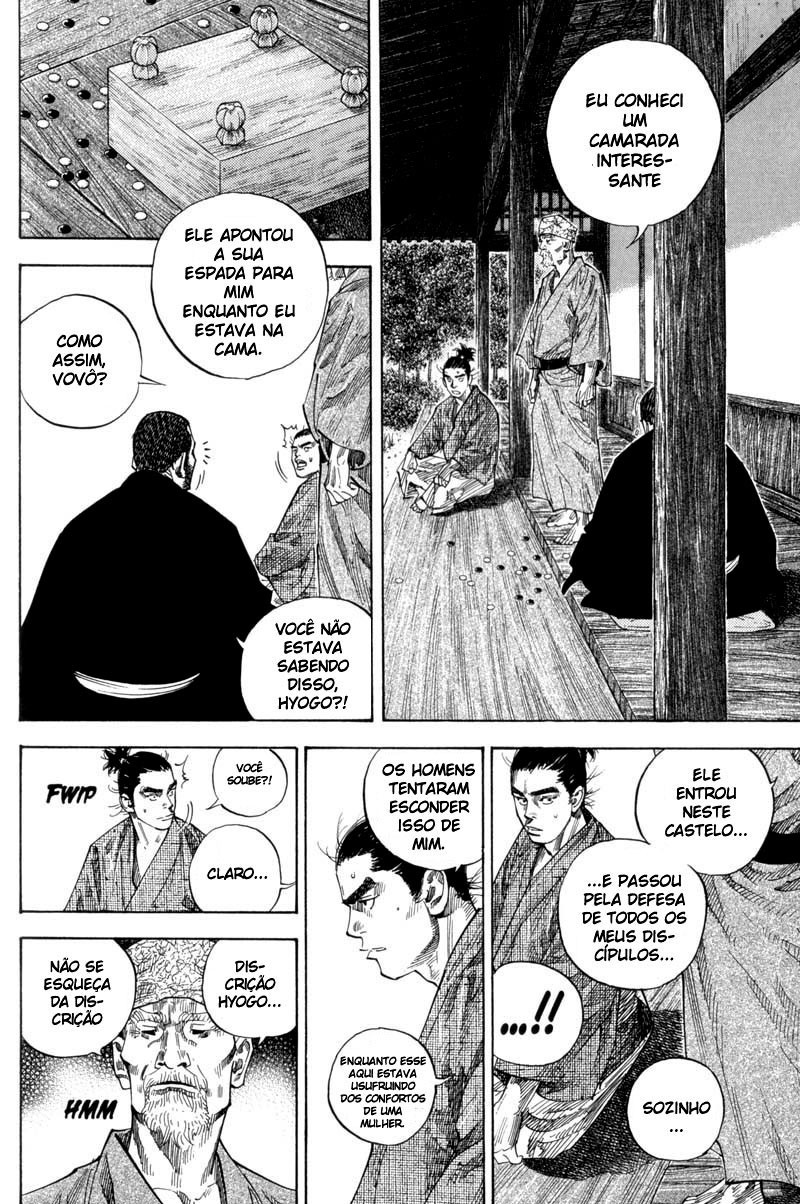 EU CONHECI
UM
CAMARADA
INTERES-
SANTE
ELE APONTOU
A SUA
ESPADA PARA
MIM
ENQUANTO EU
ESTAVA NA
CAMA.
COMO
ASSIM,
VOVÔ?
VOCÊ NÃO
ESTAVA
SABENDO
DISSO,
HYOGO?!
ELE
ENTROU
NESTE
CASTELO...
...E PASSOU
PELA DEFESA
DE TODOS OS
MEUS DIS-
CÍPULOS...
...!!
SOZINHO
...
OS HOMENS
TENTARAM
ESCONDER
ISSO DE
MIM.
ENQUANTO ESSE
AQUI ESTAVA
USUFRUINDO
DOS CONFORTOS
DE UMA
MULHER.
VOCÊ
SOUBE?!
FWIP
CLARO...
DIS-
CRIÇÃO
HYOGO...
NÃO SE
ESQUEÇA
DA DIS-
CRIÇÃO
HMM